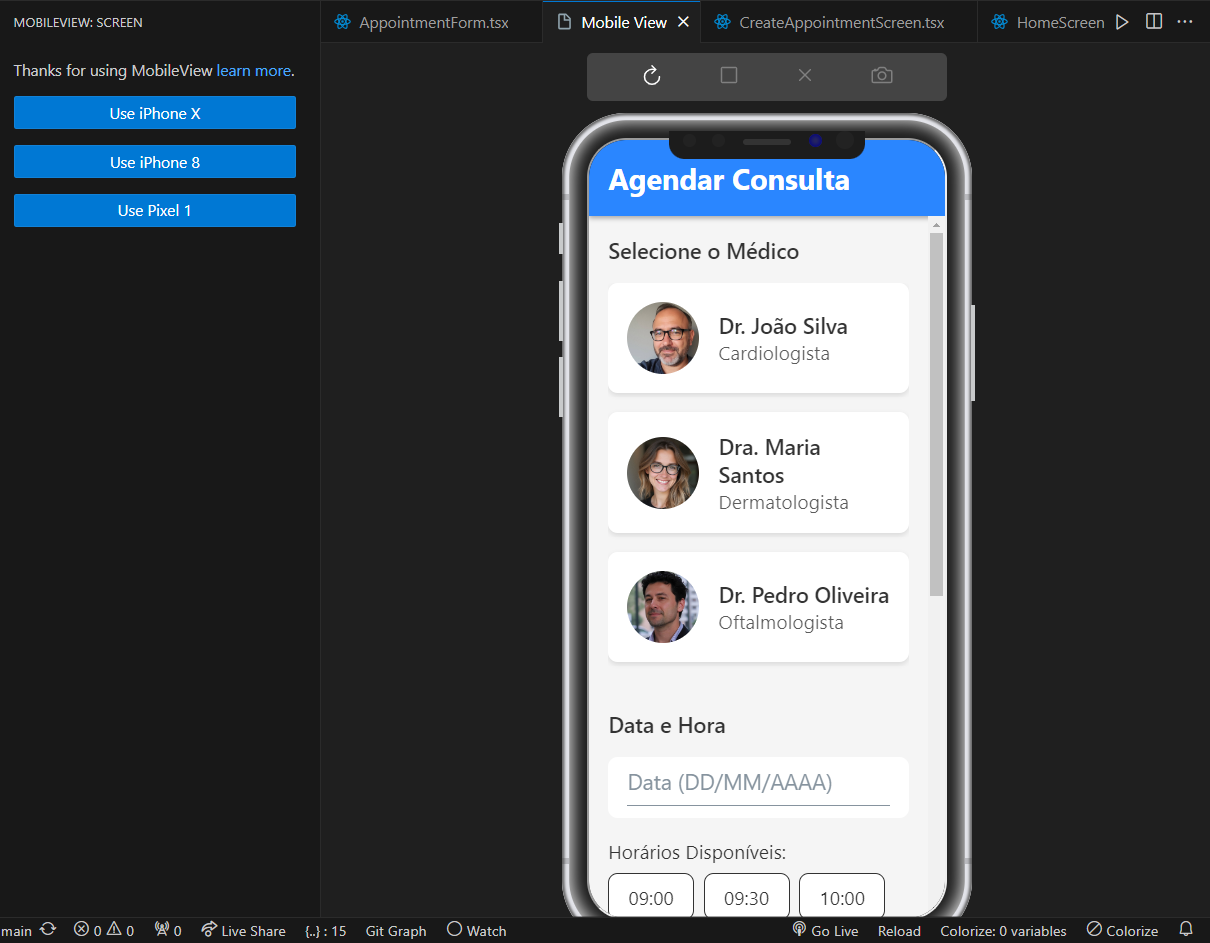 MOBILEVIEW: SCREEN
AppointmentForm.tsx
Mobile View
CreateAppointmentScreen.tsx
HomeScreen
Thanks for using MobileView learn more.
Use iPhone X
Use iPhone 8
Use Pixel 1
Agendar Consulta
Selecione o Médico
Dr. João Silva
Cardiologista
Dra. Maria
Santos
Dermatologista
Dr. Pedro Oliveira
Oftalmologista
Data e Hora
Data (DD/MM/AAAA)
Horários Disponíveis:
09:00 09:30 10:00
main 0 0 0 Live Share {..} : 15 Git Graph Watch Go Live Reload Colorize: 0 variables Colorize